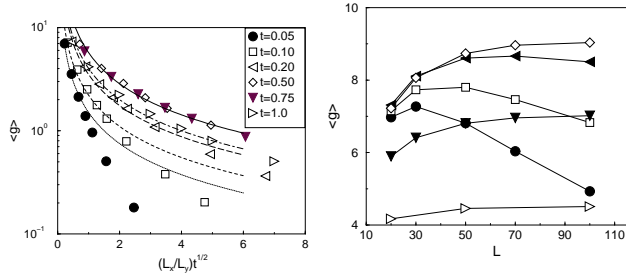 10¹
10⁰
10⁻¹
<g>
0
2
4
6
8
(Lₓ/Lᵧ)t^1/2
t=0.05
t=0.10
t=0.20
t=0.50
t=0.75
t=1.0
10
8
6
4
<g>
10
30
50
70
90
110
L